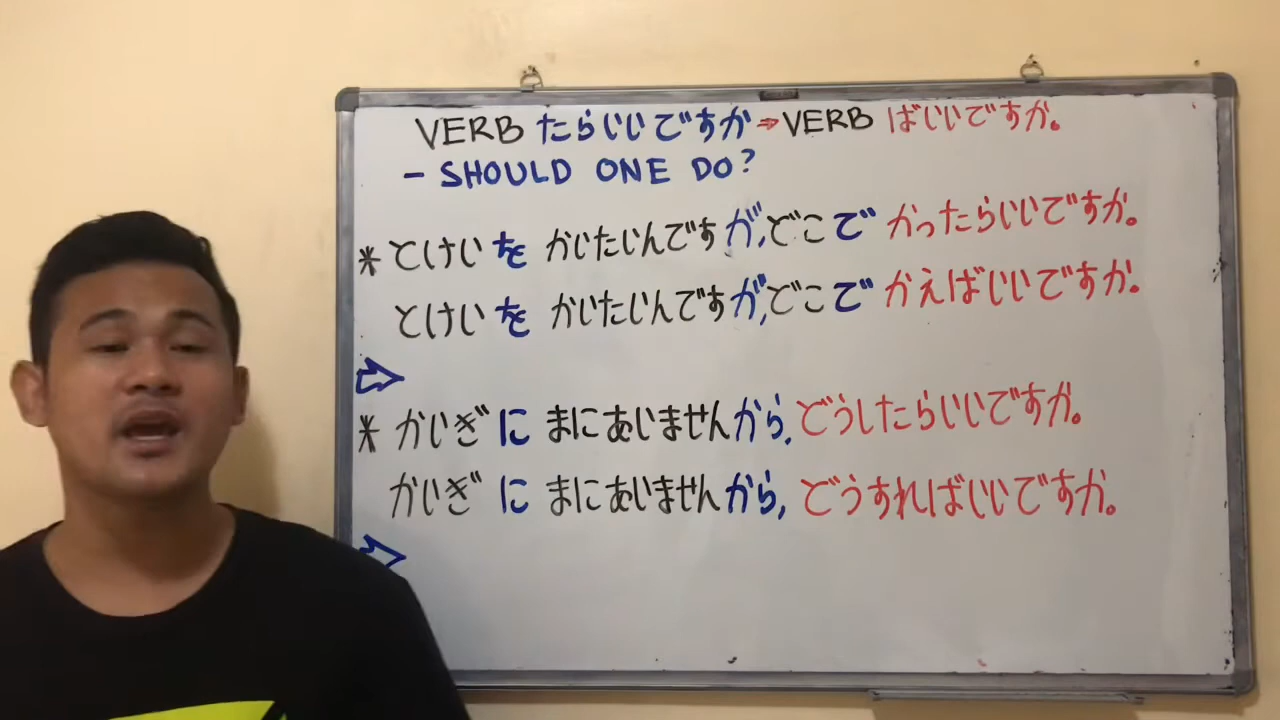 VERB たらいいですか⇒VERB ばいいですか。
- SHOULD ONE DO?
* とけいを かいたいんですが,どこで かったらいいですか。
とけいを かいたいんですが,どこで かえばいいですか。
⇨
* かいぎに まにあいませんから,どうしたらいいですか。
かいぎに まにあいませんから,どうすればいいですか。
⇨